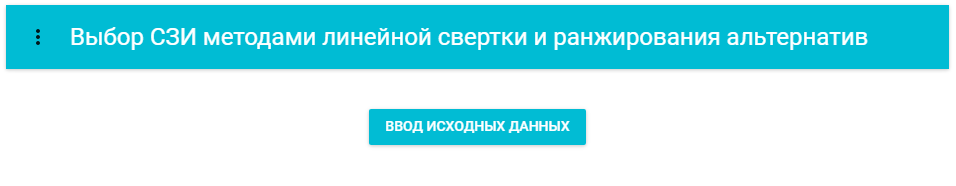 Выбор СЗИ методами линейной свертки и ранжирования альтернатив
ВВОД ИСХОДНЫХ ДАННЫХ